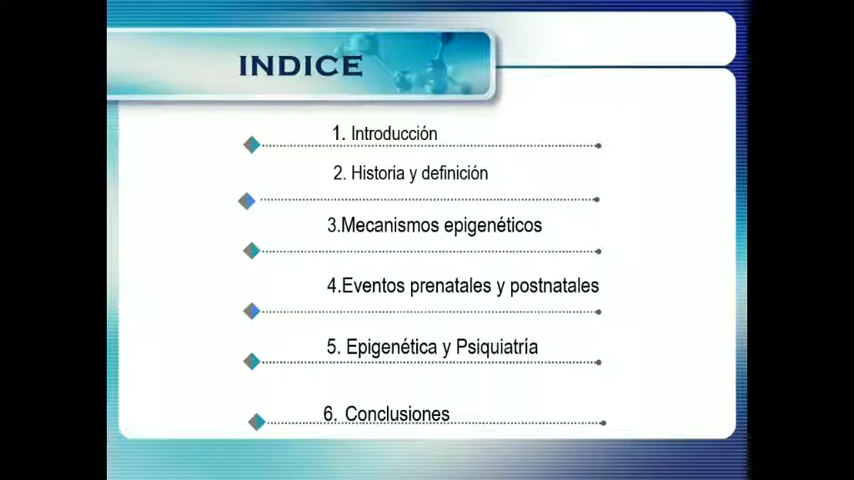 INDICE
1. Introducción
2. Historia y definición
3.Mecanismos epigenéticos
4.Eventos prenatales y postnatales
5. Epigenética y Psiquiatría
6. Conclusiones